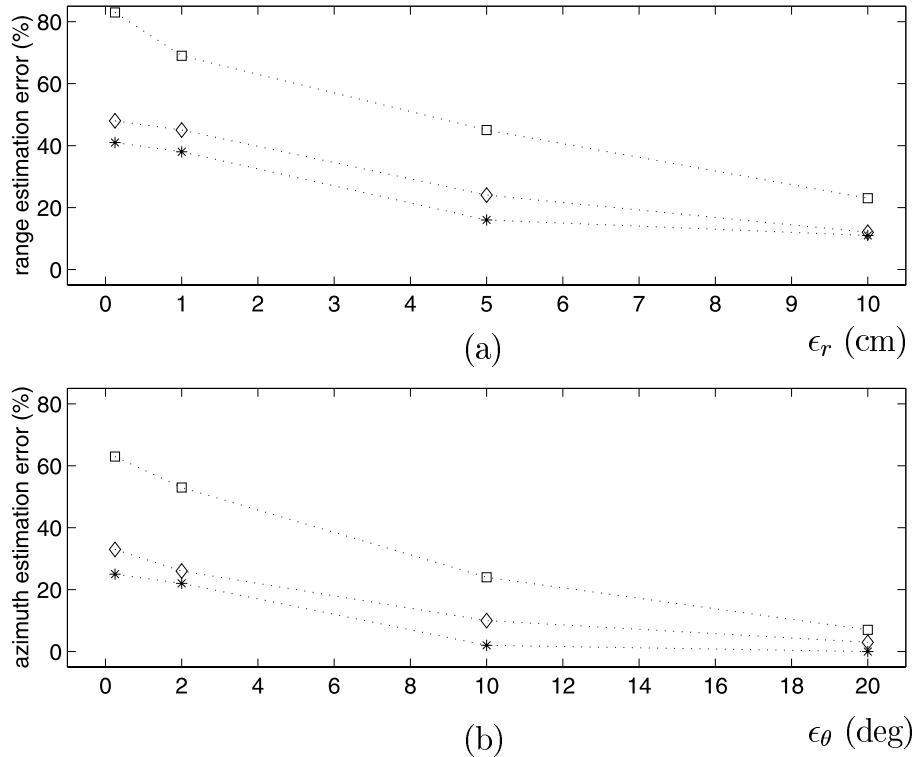 range estimation error (%)
80
60
40
20
0
0 1 2 3 4 5 6 7 8 9 10
(a)
ϵr (cm)
azimuth estimation error (%)
80
60
40
20
0
0 2 4 6 8 10 12 14 16 18 20
(b)
ϵθ (deg)